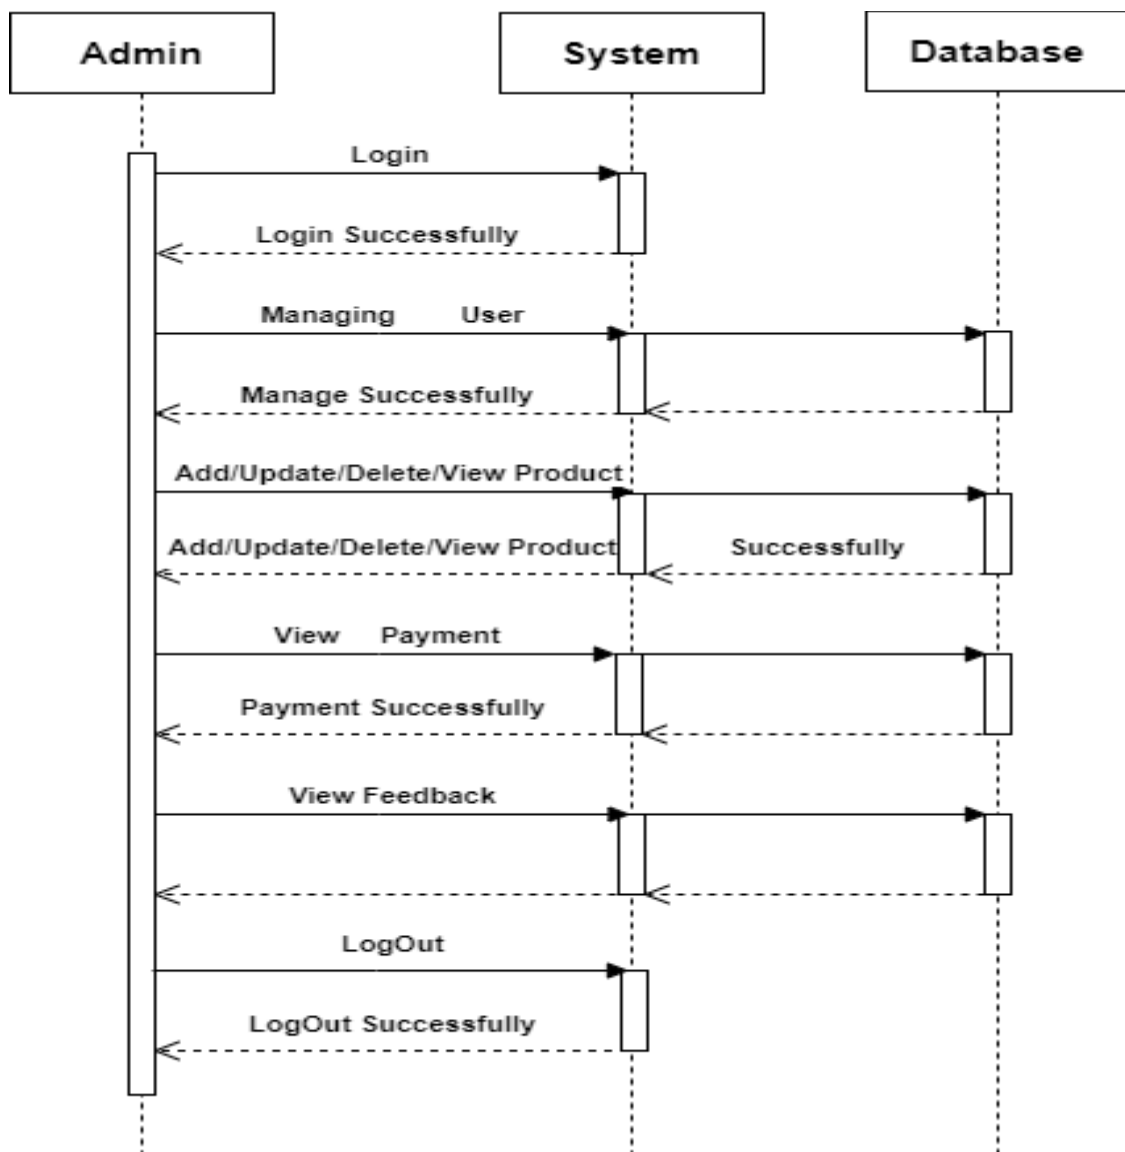 Admin
System
Database
Login
Login Successfully
Managing User
Manage Successfully
Add/Update/Delete/View Product
Add/Update/Delete/View Product Successfully
View Payment
Payment Successfully
View Feedback
LogOut
LogOut Successfully